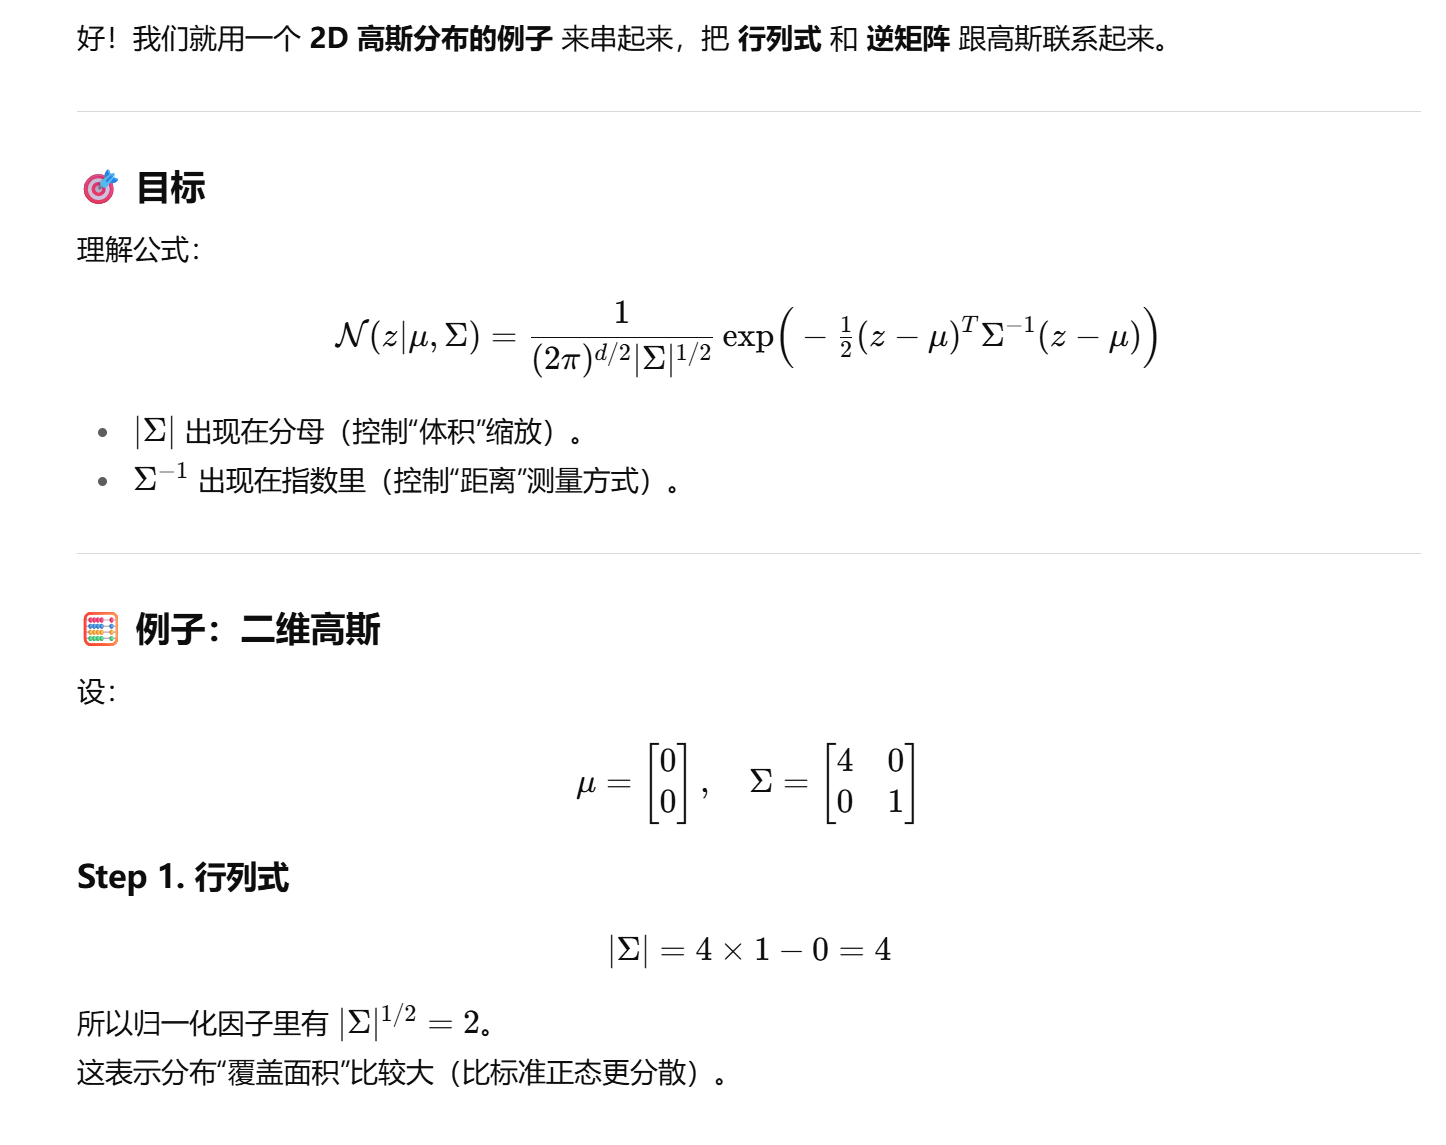 好！我们就用一个 2D 高斯分布的例子 来串起来，把 行列式 和 逆矩阵 跟高斯联系起来。
🎯 目标
理解公式：
$$\mathcal{N}(z|\mu, \Sigma) = \frac{1}{(2\pi)^{d/2}|\Sigma|^{1/2}} \exp\left(-\frac{1}{2}(z-\mu)^T\Sigma^{-1}(z-\mu)\right)$$
• |Σ| 出现在分母（控制“体积”缩放）。
• Σ⁻¹ 出现在指数里（控制“距离”测量方式）。
🧮 例子：二维高斯
设：
$$\mu = \begin{bmatrix} 0 \\ 0 \end{bmatrix}, \quad \Sigma = \begin{bmatrix} 4 & 0 \\ 0 & 1 \end{bmatrix}$$
Step 1. 行列式
|Σ| = 4 × 1 − 0 = 4
所以归一化因子里有 |Σ|^{1/2} = 2。
这表示分布“覆盖面积”比较大（比标准正态更分散）。